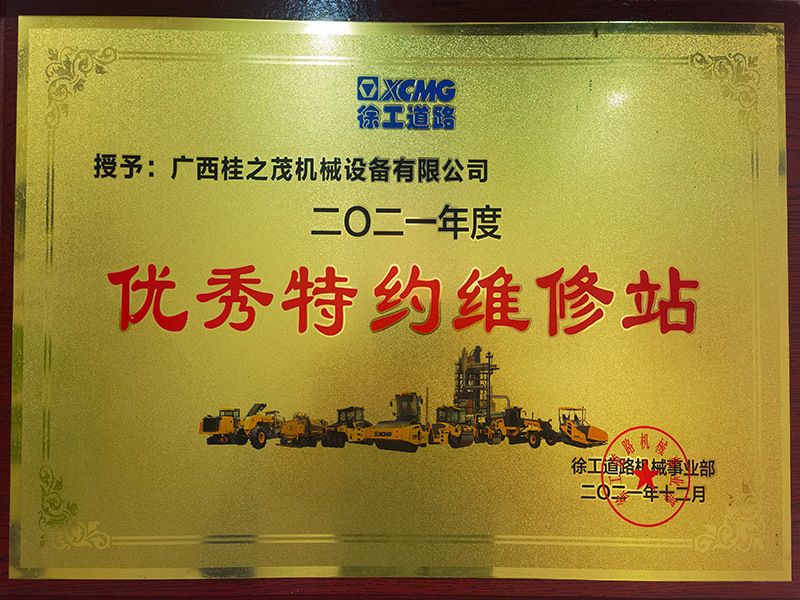 XCMG
徐工道路
授予：广西桂之茂机械设备有限公司
二〇二一年度
优秀特约维修站
XCMG
徐工道路机械事业部
二〇二一年十二月